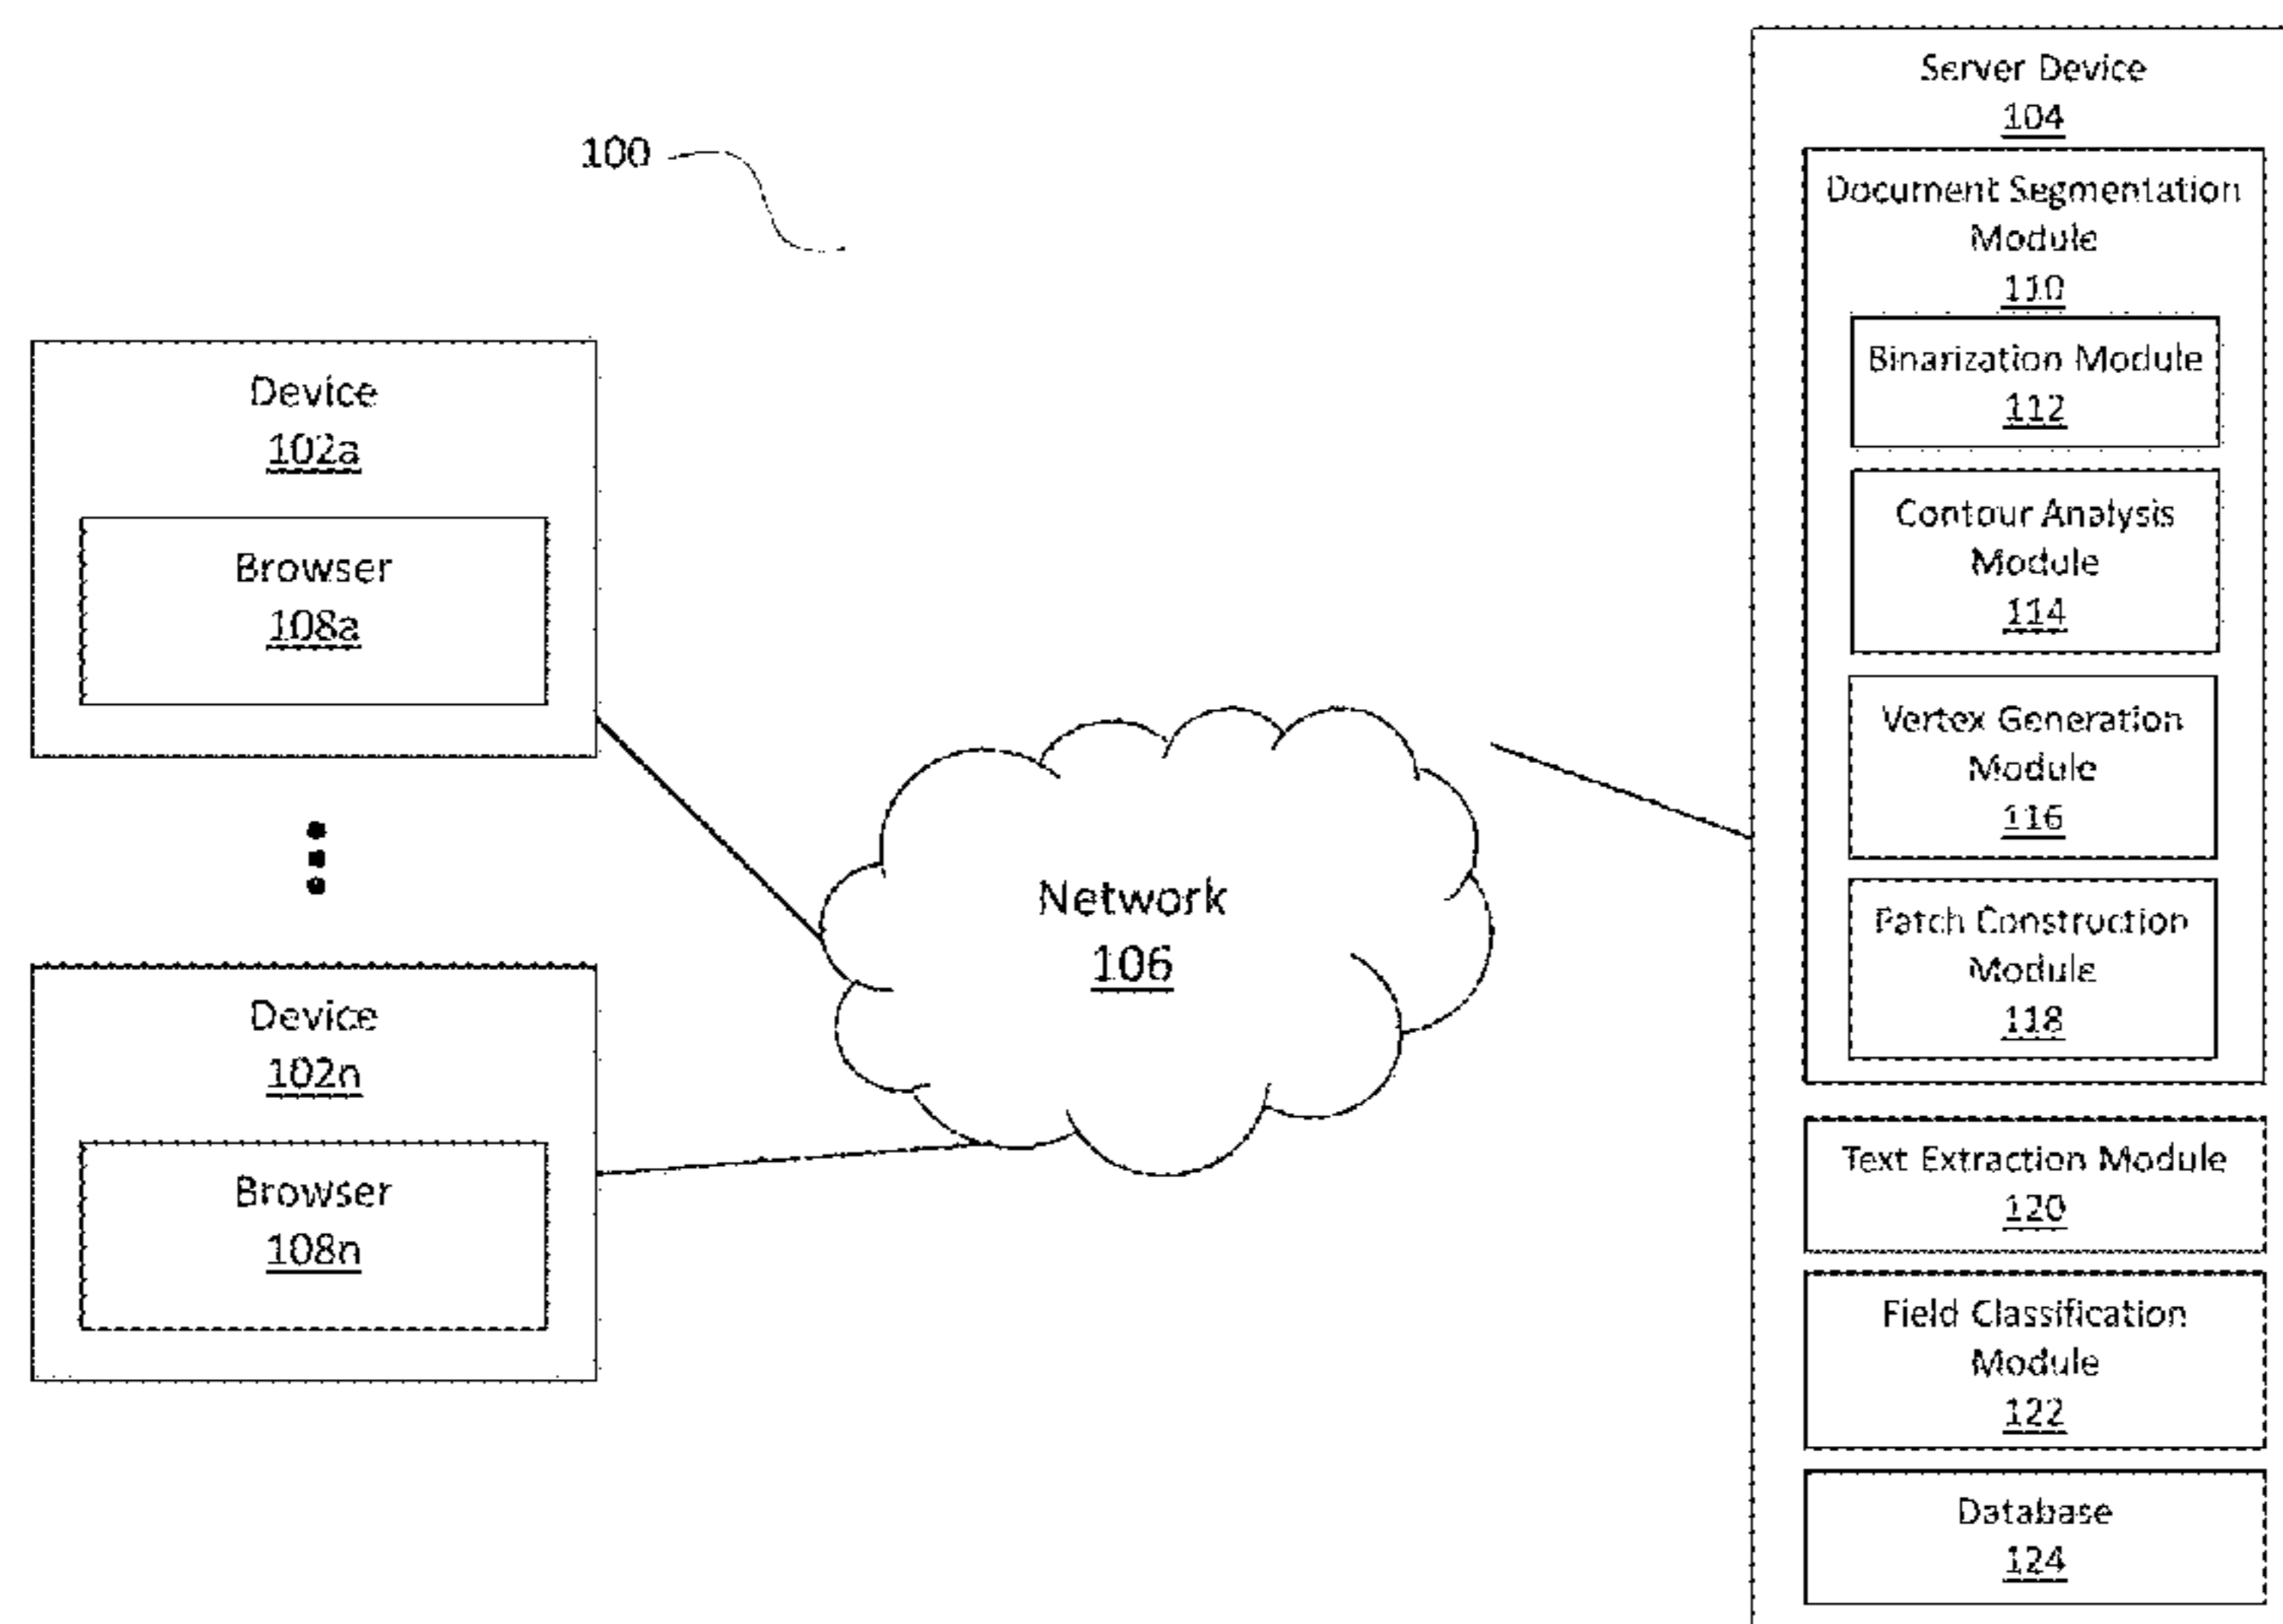 100
Device
102a
Browser
108a
Device
102n
Browser
108n
Network
106
Server Device
104
Document Segmentation
Module
110
Binarization Module
112
Contour Analysis
Module
114
Vertex Generation
Module
116
Patch Construction
Module
118
Text Extraction Module
120
Field Classification
Module
122
Database
124